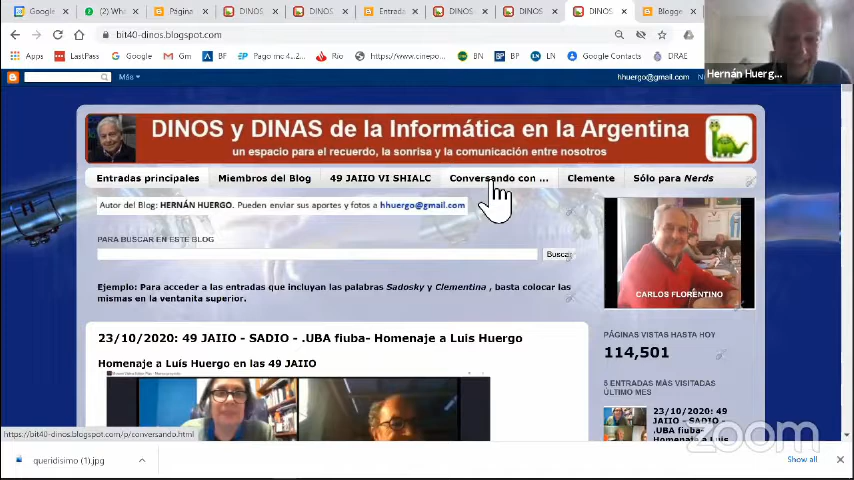 Google
(2) Wha
Página
DINOS
DINOS
Entrada
DINOS
DINOS
DINOS
Blogge
bit40-dinos.blogspot.com
Apps
LastPass
Google
Gm
BF
Pago mc 4...2...
Rio
https://www.cinepo...
BN
BP
LN
Google Contacts
DRAE
Más
hhuergo@gmail.com
Hernán Huerg...
DINOS y DINAS de la Informática en la Argentina
un espacio para el recuerdo, la sonrisa y la comunicación entre nosotros
Entradas principales
Miembros del Blog
49 JAIIO VI SHIALC
Conversando con ...
Clemente
Sólo para Nerds
Autor del Blog: HERNÁN HUERGO. Pueden enviar sus aportes y fotos a hhuergo@gmail.com
PARA BUSCAR EN ESTE BLOG
Buscar
Ejemplo: Para acceder a las entradas que incluyan las palabras Sadosky y Clementina , basta colocar las
mismas en la ventanita superior.
CARLOS FLORENTINO
23/10/2020: 49 JAIIO - SADIO - .UBA fiuba- Homenaje a Luis Huergo
Homenaje a Luís Huergo en las 49 JAIIO
PÁGINAS VISTAS HASTA HOY
114,501
5 ENTRADAS MÁS VISITADAS
ÚLTIMO MES
23/10/2020: 49
JAIIO - SADIO -
.UBA fiuba-
Homenaje a Luis
https://bit40-dinos.blogspot.com/p/conversando.html
zoom
queridisimo (1).jpg
Show all